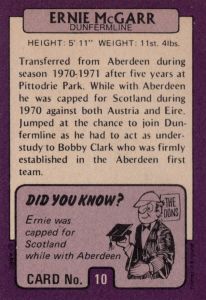 ERNIE McGARR
DUNFERMLINE
HEIGHT: 5' 11" WEIGHT: 11st. 4lbs.
Transferred from Aberdeen during
season 1970-1971 after five years at
Pittodrie Park. While with Aberdeen
he was capped for Scotland during
1970 against both Austria and Eire.
Jumped at the chance to join Dun-
fermline as he had to act as under-
study to Bobby Clark who was firmly
established in the Aberdeen first
team.
DID YOU KNOW?
Ernie was
capped for
Scotland
while with Aberdeen
THE
DONS
CARD No. 10